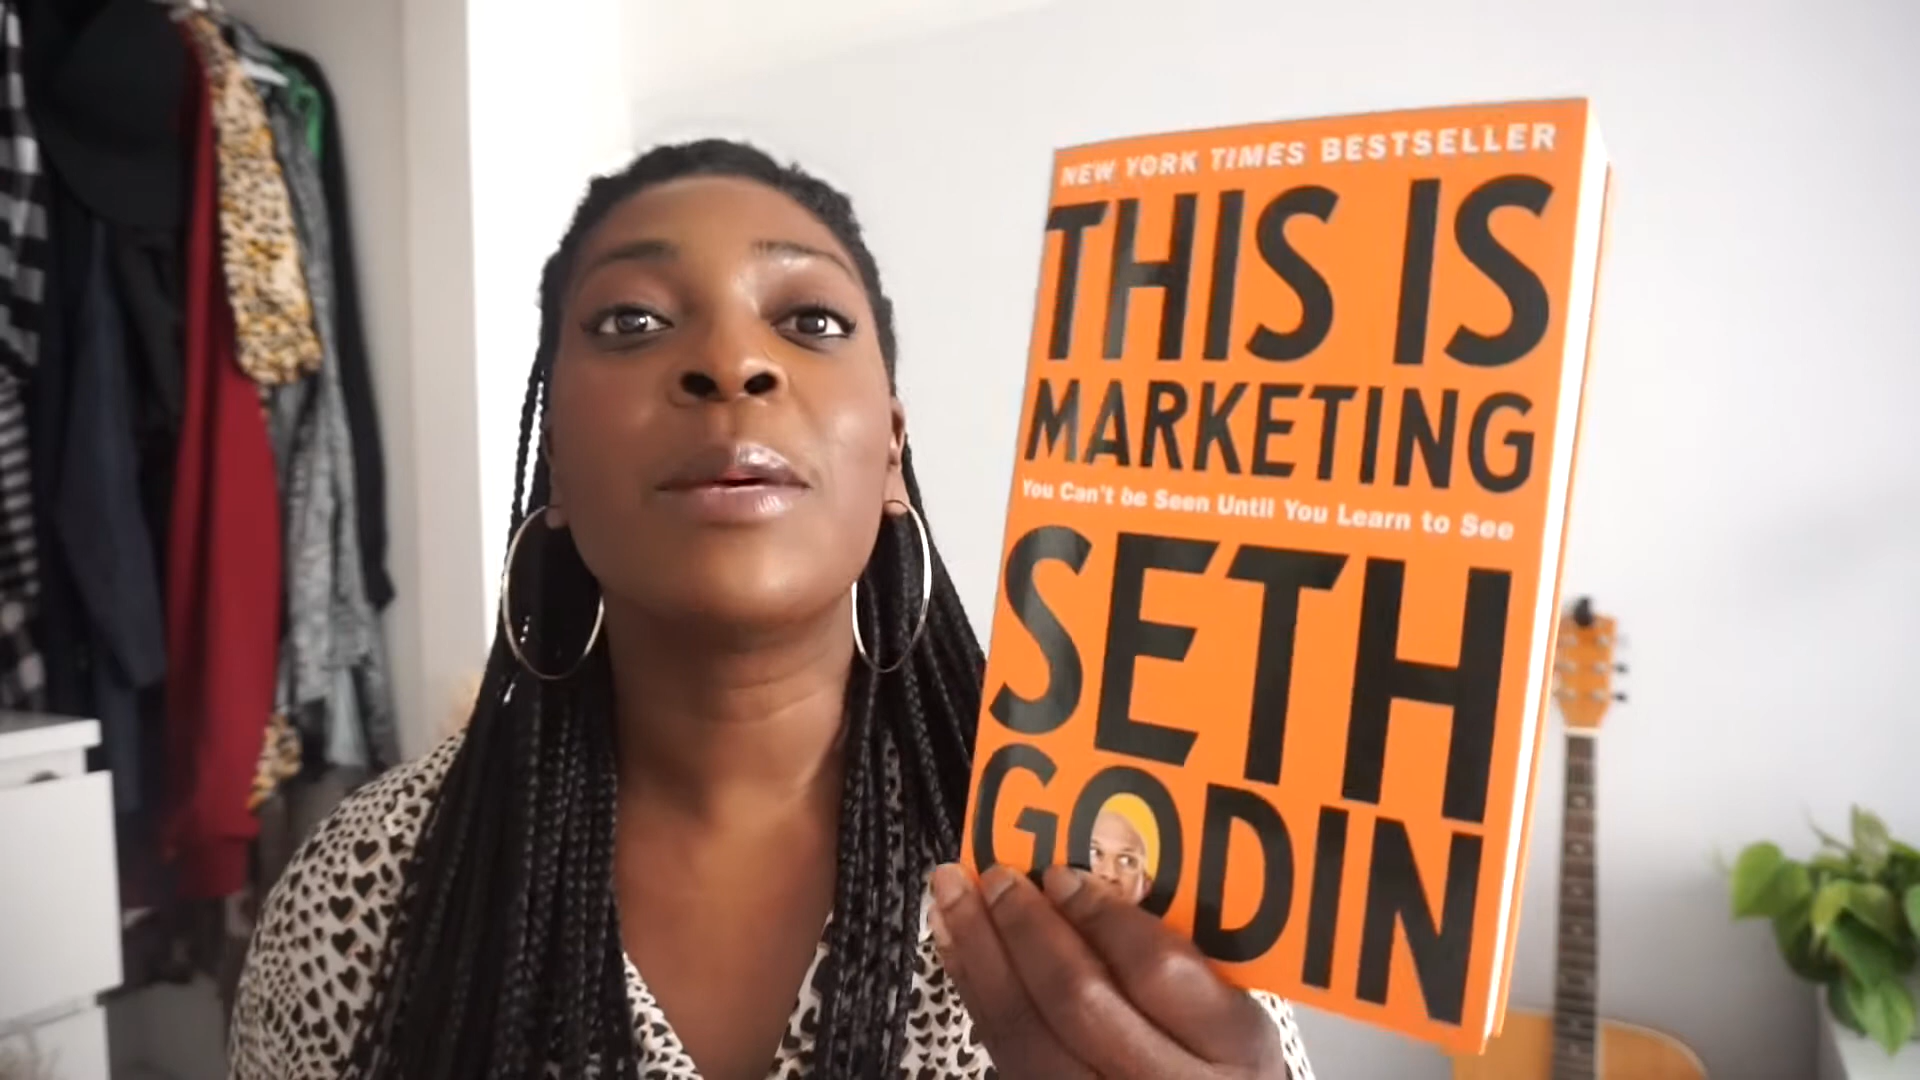 NEW YORK TIMES BESTSELLER
THIS IS
MARKETING
You Can't be Seen Until You Learn to See
SETH
GODIN